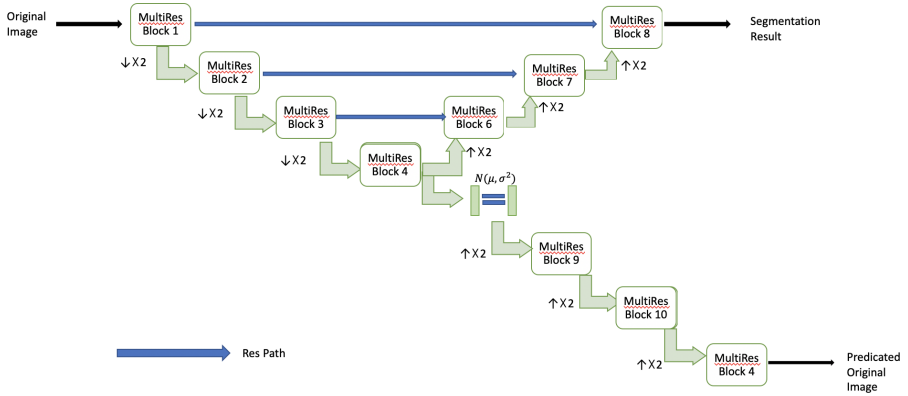 Original
Image
MultiRes
Block 1
MultiRes
Block 8
Segmentation
Result
↓X2
MultiRes
Block 2
MultiRes
Block 7
↑X2
↓X2
MultiRes
Block 3
MultiRes
Block 6
↑X2
↓X2
MultiRes
Block 4
↑X2
N(μ,σ²)
↑X2
MultiRes
Block 9
↑X2
MultiRes
Block 10
Res Path
↑X2
MultiRes
Block 4
Predicated
Original
Image